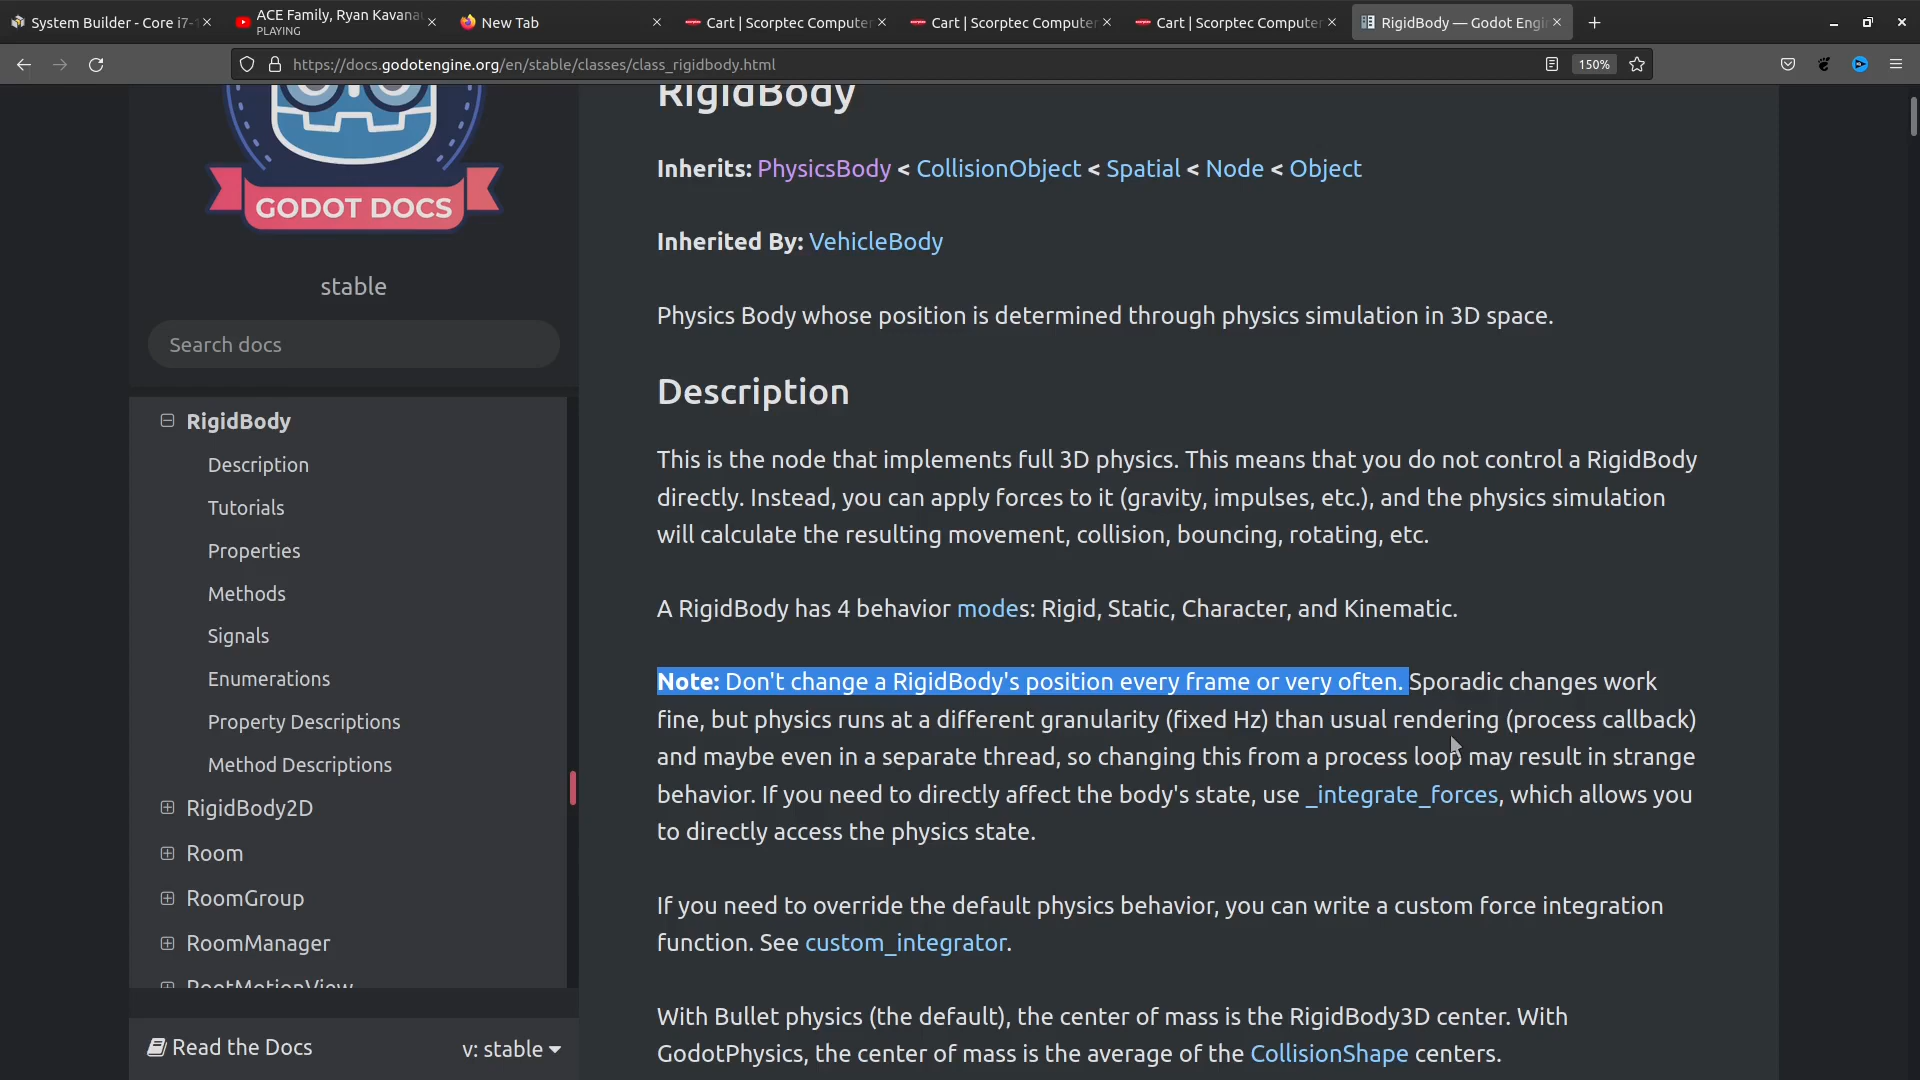 System Builder - Core i7-
ACE Family, Ryan Kavana
PLAYING
New Tab
Cart | Scorptec Computer
Cart | Scorptec Computer
Cart | Scorptec Computer
RigidBody — Godot Engin
https://docs.godotengine.org/en/stable/classes/class_rigidbody.html
150%
GODOT DOCS
stable
Search docs
RigidBody
Description
Tutorials
Properties
Methods
Signals
Enumerations
Property Descriptions
Method Descriptions
RigidBody2D
Room
RoomGroup
RoomManager
RootMotionView
Read the Docs
v: stable
RigidBody
Inherits: PhysicsBody < CollisionObject < Spatial < Node < Object
Inherited By: VehicleBody
Physics Body whose position is determined through physics simulation in 3D space.
Description
This is the node that implements full 3D physics. This means that you do not control a RigidBody
directly. Instead, you can apply forces to it (gravity, impulses, etc.), and the physics simulation
will calculate the resulting movement, collision, bouncing, rotating, etc.
A RigidBody has 4 behavior modes: Rigid, Static, Character, and Kinematic.
Note: Don't change a RigidBody's position every frame or very often. Sporadic changes work
fine, but physics runs at a different granularity (fixed Hz) than usual rendering (process callback)
and maybe even in a separate thread, so changing this from a process loop may result in strange
behavior. If you need to directly affect the body's state, use _integrate_forces, which allows you
to directly access the physics state.
If you need to override the default physics behavior, you can write a custom force integration
function. See custom_integrator.
With Bullet physics (the default), the center of mass is the RigidBody3D center. With
GodotPhysics, the center of mass is the average of the CollisionShape centers.